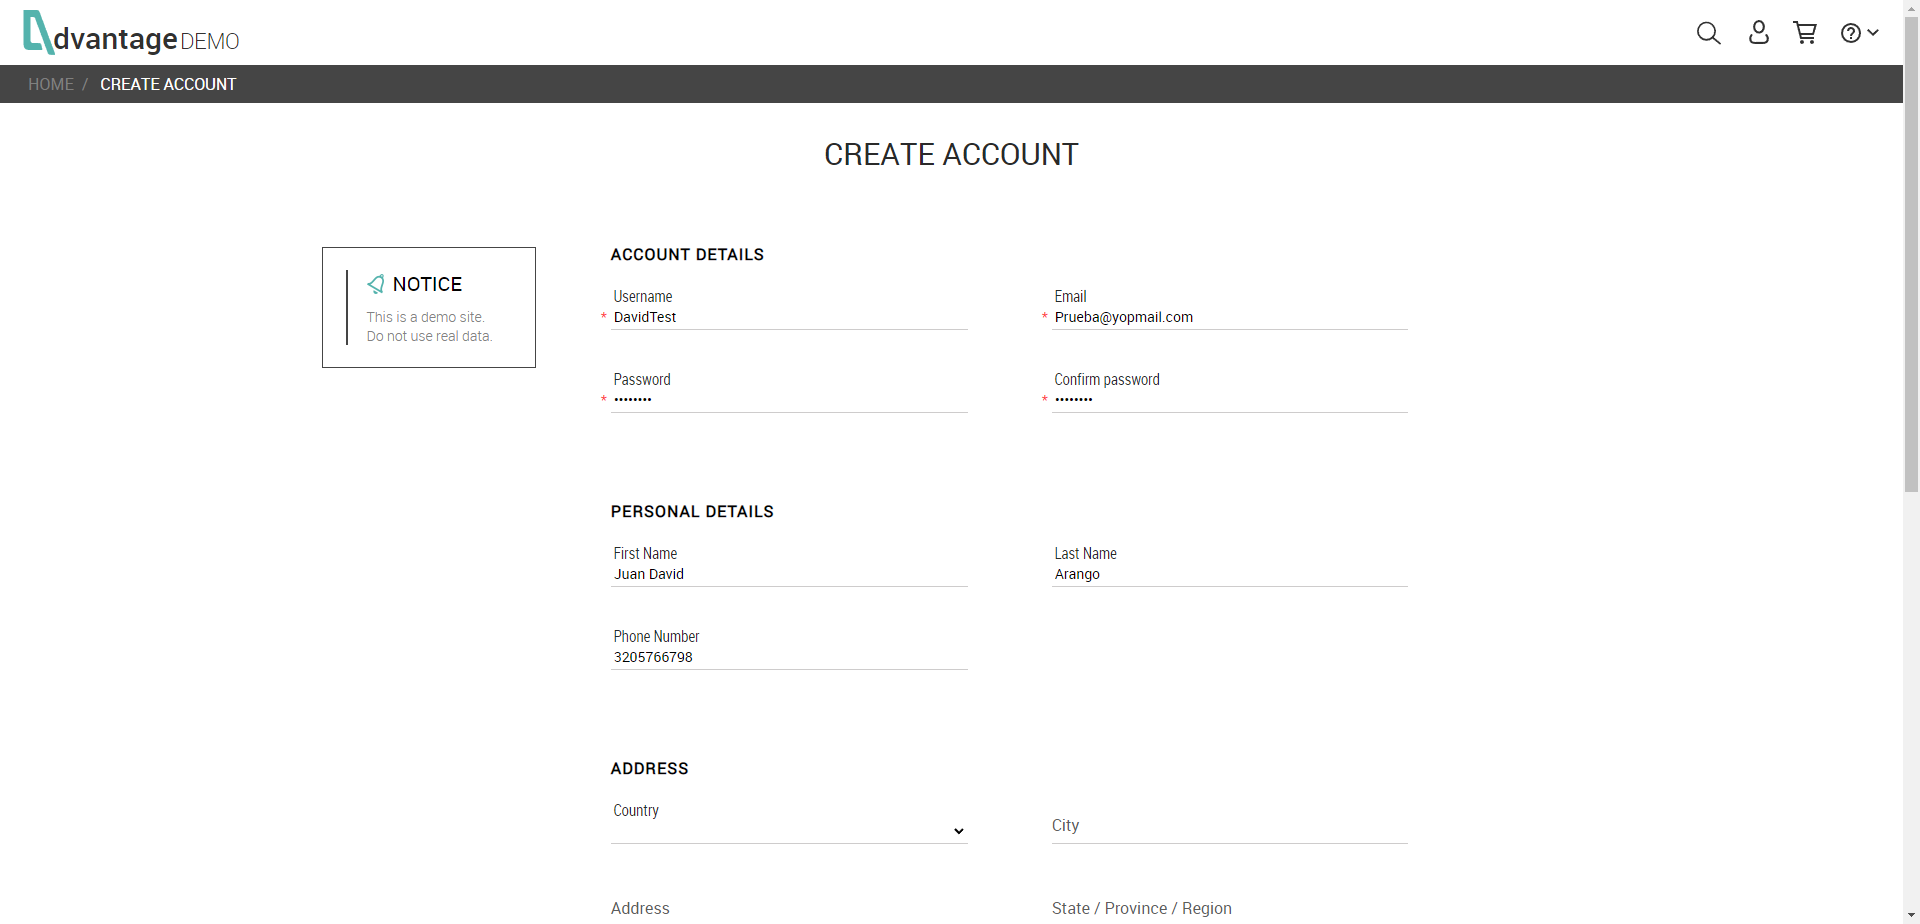 dvantage DEMO
HOME / CREATE ACCOUNT
CREATE ACCOUNT
NOTICE
This is a demo site.
Do not use real data.
ACCOUNT DETAILS
Username
* DavidTest
Email
* Prueba@yopmail.com
Password
* ••••••••
Confirm password
* ••••••••
PERSONAL DETAILS
First Name
Juan David
Last Name
Arango
Phone Number
3205766798
ADDRESS
Country
City
Address
State / Province / Region